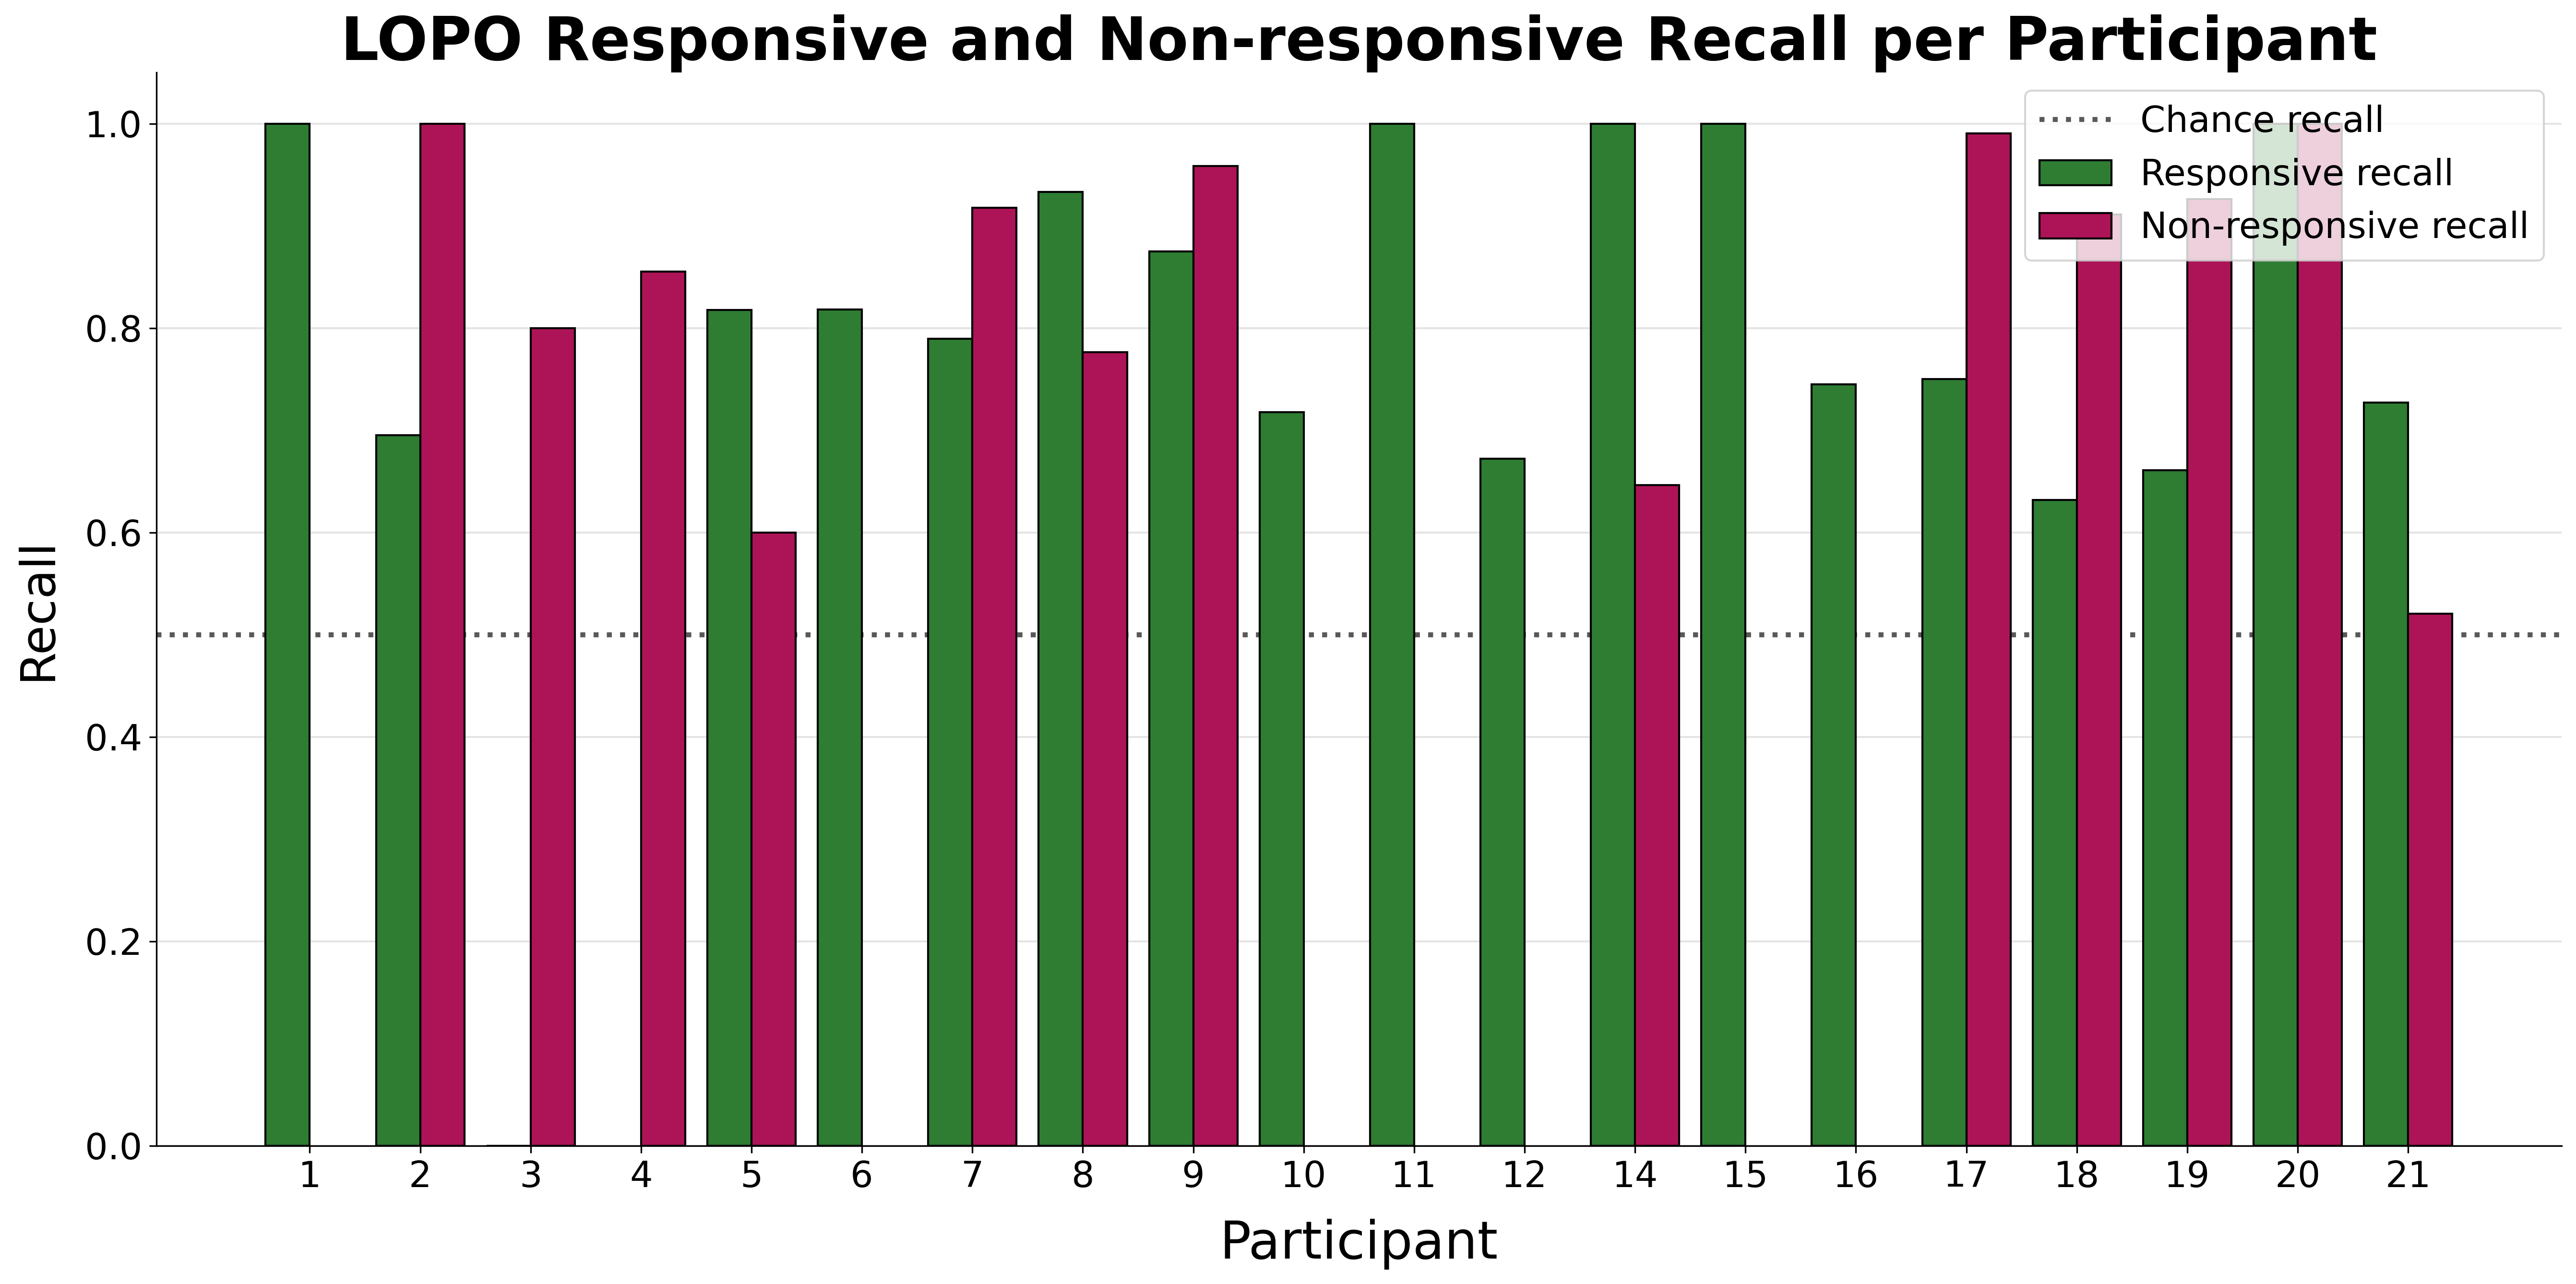 LOPO Responsive and Non-responsive Recall per Participant
Chance recall
Responsive recall
Non-responsive recall
1.0
0.8
0.6
0.4
0.2
0.0
Recall
1 2 3 4 5 6 7 8 9 10 11 12 14 15 16 17 18 19 20 21
Participant